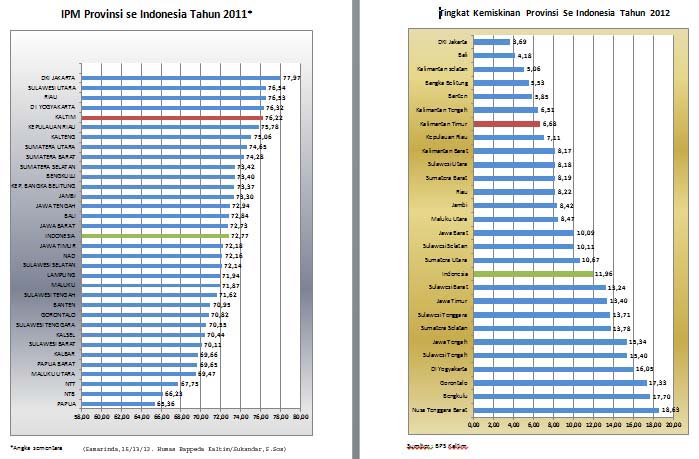 IPM Provinsi se Indonesia Tahun 2011*
DKI JAKARTA 77,97
SULAWESI UTARA 76,54
RIAU 76,53
DI YOGYAKARTA 76,32
KALTIM 76,22
KEPULAUAN RIAU 75,78
KALTENG 75,06
SUMATERA UTARA 74,65
SUMATERA BARAT 74,28
SUMATERA SELATAN 73,42
BENGKULU 73,40
KEP. BANGKA BELITUNG 73,37
JAMBI 73,30
JAWA TENGAH 72,94
BALI 72,84
JAWA BARAT 72,73
INDONESIA 72,77
JAWA TIMUR 72,18
NAD 72,16
SULAWESI SELATAN 72,14
LAMPUNG 71,94
MALUKU 71,87
SULAWESI TENGAH 71,62
BANTEN 70,95
GORONTALO 70,82
SULAWESI TENGGARA 70,55
KALSEL 70,44
SULAWESI BARAT 70,11
KALBAR 69,66
PAPUA BARAT 69,65
MALUKU UTARA 69,47
NTT 67,75
NTB 66,23
PAPUA 65,36
58,00 60,00 62,00 64,00 66,00 68,00 70,00 72,00 74,00 76,00 78,00 80,00
*Angka sementara
(Samarinda,15/13/12. Humas Bappeda Kaltim/Sukandar,S.Sos)
Tingkat Kemiskinan Provinsi Se Indonesia Tahun 2012
DKI Jakarta 3,69
Bali 4,18
Kalimantan Selatan 5,06
Bangka Belitung 5,53
Banten 5,85
Kalimantan Tengah 6,51
Kalimantan Timur 6,68
Kepulauan Riau 7,11
Kalimantan Barat 8,17
Sulawesi Utara 8,18
Sumatera Barat 8,19
Riau 8,22
Jambi 8,42
Maluku Utara 8,47
Jawa Barat 10,09
Sulawesi Selatan 10,11
Sumatera Utara 10,67
Indonesia 11,96
Sulawesi Barat 13,24
Jawa Timur 13,40
Sulawesi Tenggara 13,71
Sumatera Selatan 13,78
Jawa Tengah 15,34
Sulawesi Tengah 15,40
DI Yogyakarta 16,05
Gorontalo 17,33
Bengkulu 17,70
Nusa Tenggara Barat 18,63
0,00 2,00 4,00 6,00 8,00 10,00 12,00 14,00 16,00 18,00 20,00
Sumber : BPS Kaltim